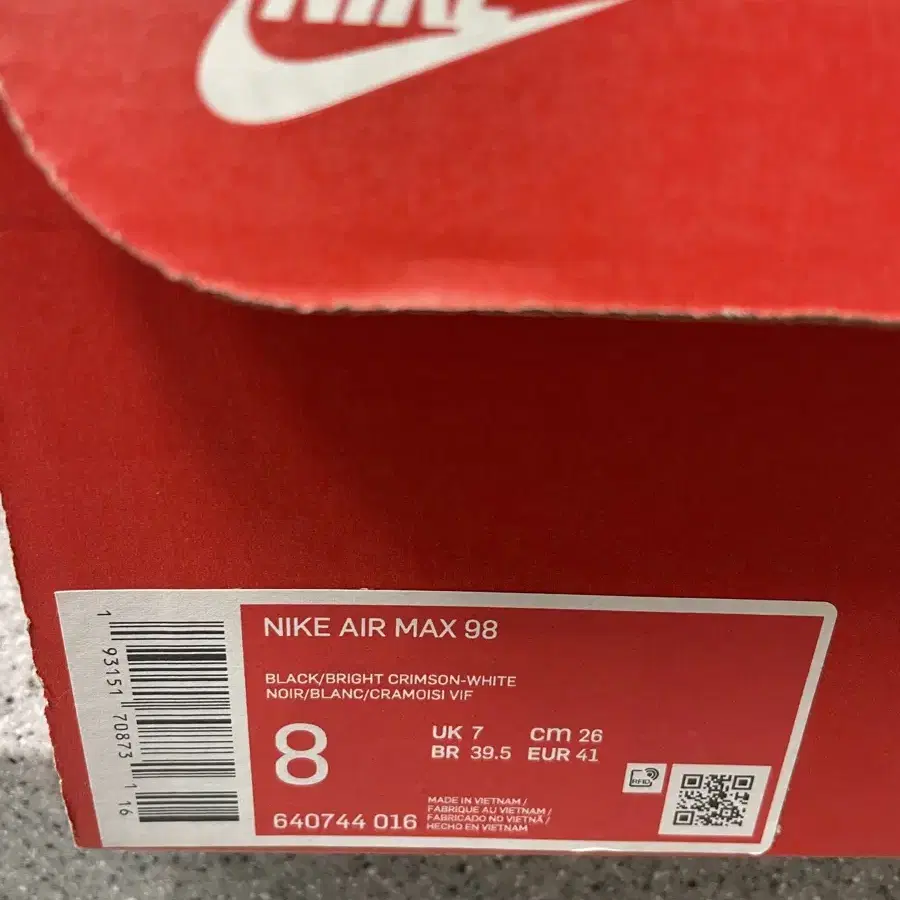 NIKE
NIKE AIR MAX 98
BLACK/BRIGHT CRIMSON-WHITE
NOIR/BLANC/CRAMOISI VIF
8
UK 7 cm 26
BR 39.5 EUR 41
640744 016
MADE IN VIETNAM /
FABRIQUE AU VIETNAM /
FABRICADO NO VIETNÃ /
HECHO EN VIETNAM
RFID
1 93151 70873 1 16